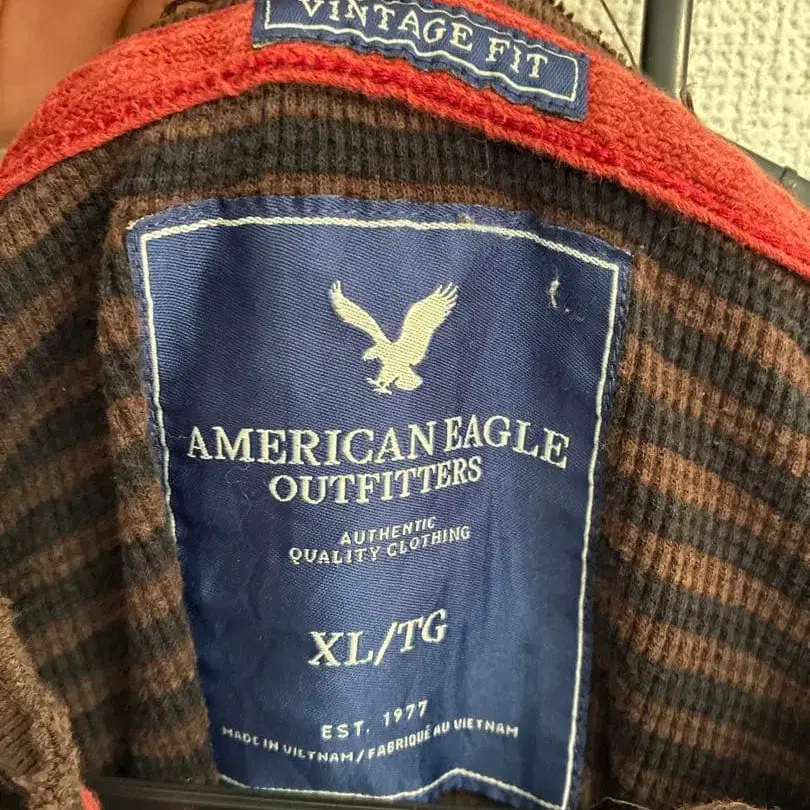 VINTAGE FIT
AMERICAN EAGLE
OUTFITTERS
AUTHENTIC
QUALITY CLOTHING
XL/TG
EST. 1977
MADE IN VIETNAM/FABRIQUÉ AU VIETNAM